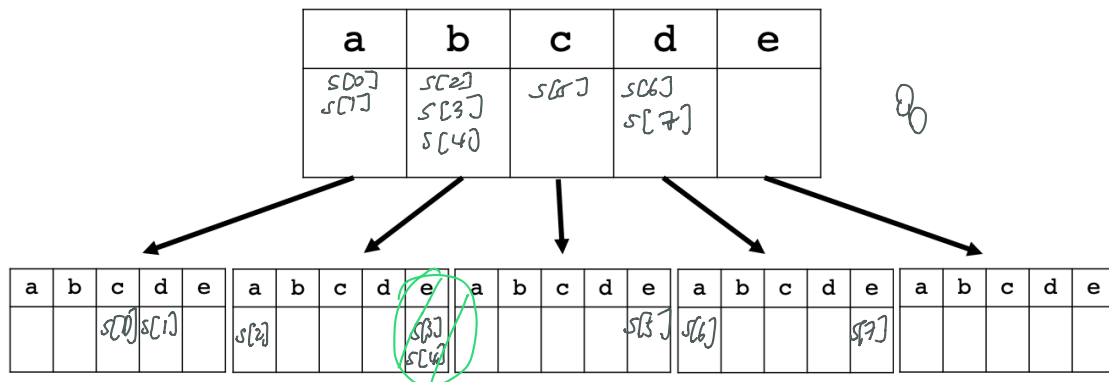 a b c d e
s[0] s[2] s[5] s[6]
s[1] s[3] s[7]
s[4]
a b c d e a b c d e a b c d e a b c d e a b c d e
s[0] s[1] s[2] s[3] s[5] s[6] s[7]
s[4]